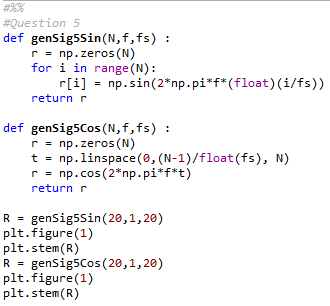 #%%
#Question 5
def genSig5Sin(N,f,fs) :
    r = np.zeros(N)
    for i in range(N):
        r[i] = np.sin(2*np.pi*f*(float)(i/fs))
    return r

def genSig5Cos(N,f,fs) :
    r = np.zeros(N)
    t = np.linspace(0,(N-1)/float(fs), N)
    r = np.cos(2*np.pi*f*t)
    return r

R = genSig5Sin(20,1,20)
plt.figure(1)
plt.stem(R)
R = genSig5Cos(20,1,20)
plt.figure(1)
plt.stem(R)